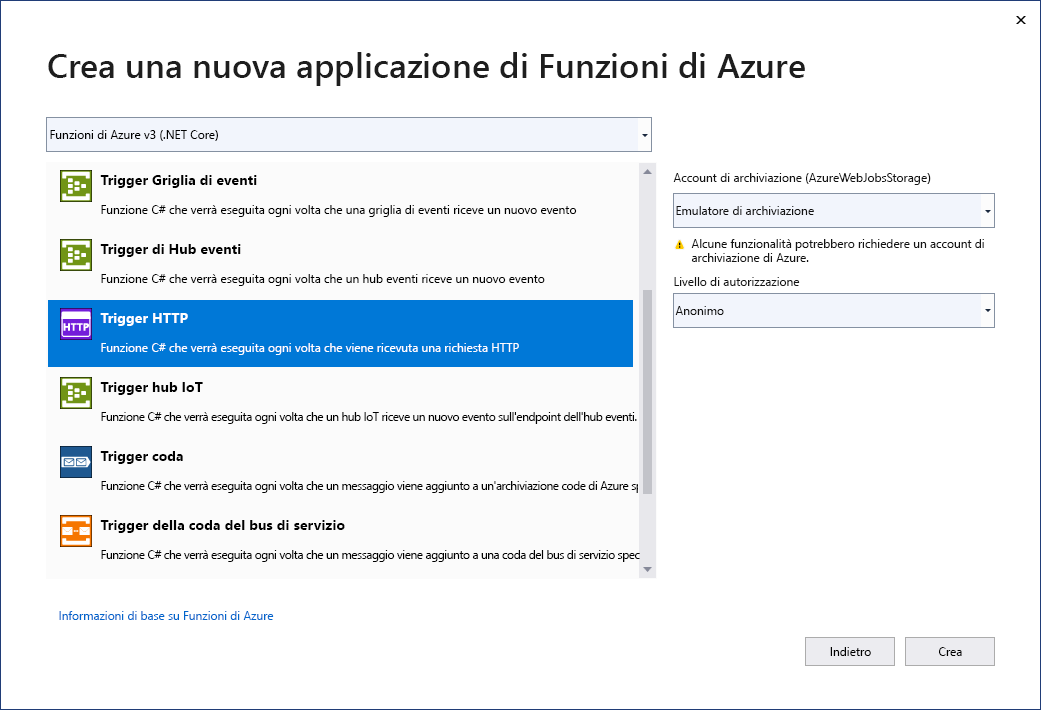 Crea una nuova applicazione di Funzioni di Azure
Funzioni di Azure v3 (.NET Core)
Trigger Griglia di eventi
Funzione C# che verrà eseguita ogni volta che una griglia di eventi riceve un nuovo evento
Trigger di Hub eventi
Funzione C# che verrà eseguita ogni volta che un hub eventi riceve un nuovo evento
HTTP
Trigger HTTP
Funzione C# che verrà eseguita ogni volta che viene ricevuta una richiesta HTTP
Trigger hub IoT
Funzione C# che verrà eseguita ogni volta che un hub IoT riceve un nuovo evento sull'endpoint dell'hub eventi.
Trigger coda
Funzione C# che verrà eseguita ogni volta che un messaggio viene aggiunto a un'archiviazione code di Azure
Trigger della coda del bus di servizio
Funzione C# che verrà eseguita ogni volta che un messaggio viene aggiunto a una coda del bus di servizio
Account di archiviazione (AzureWebJobsStorage)
Emulatore di archiviazione
Alcune funzionalità potrebbero richiedere un account di
archiviazione di Azure.
Livello di autorizzazione
Anonimo
Informazioni di base su Funzioni di Azure
Indietro
Crea